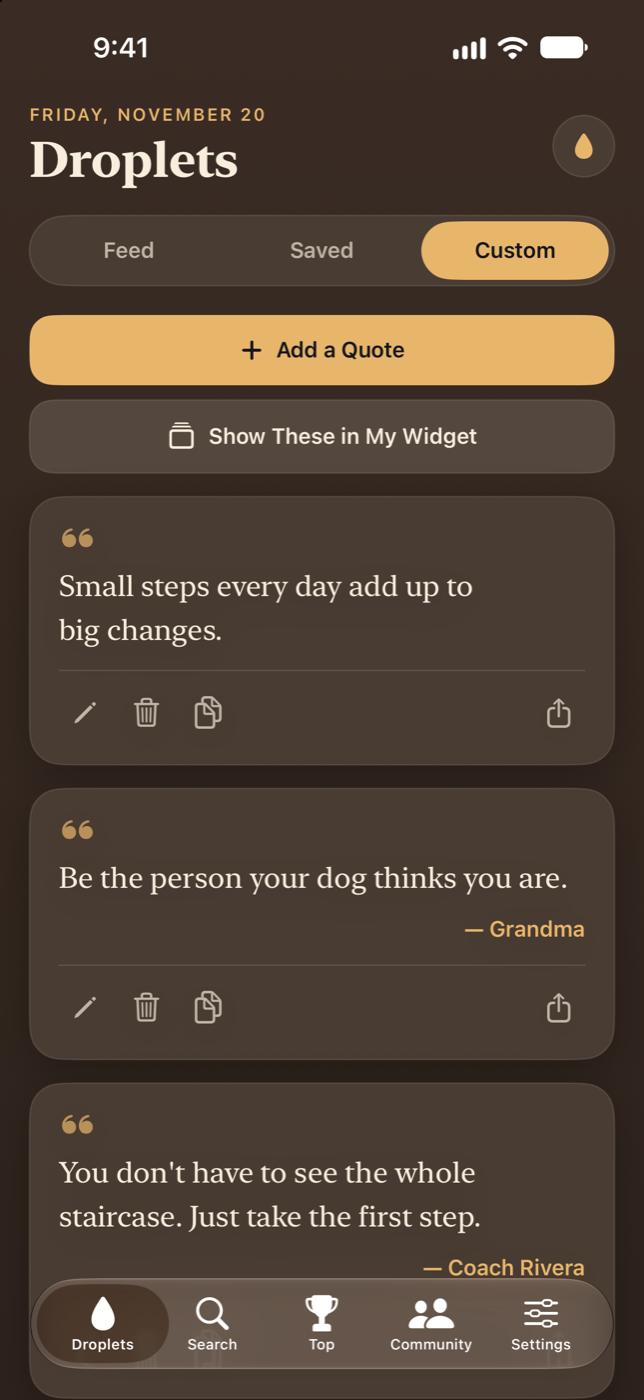 9:41
FRIDAY, NOVEMBER 20
Droplets
Feed
Saved
Custom
Add a Quote
Show These in My Widget
Small steps every day add up to
big changes.
Be the person your dog thinks you are.
— Grandma
You don't have to see the whole
staircase. Just take the first step.
— Coach Rivera
Droplets
Search
Top
Community
Settings